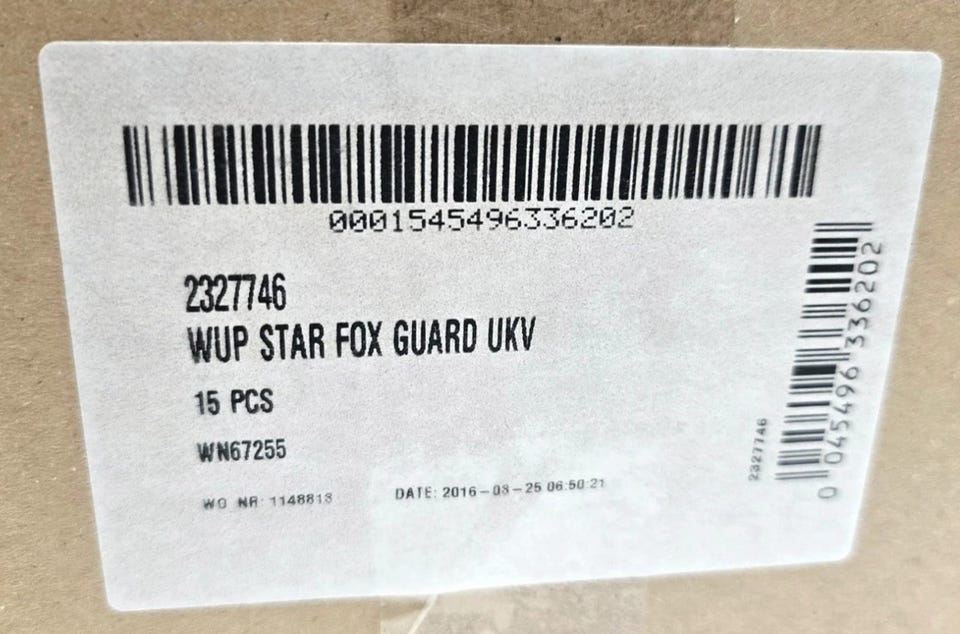 0001545496336202
2327746
WUP STAR FOX GUARD UKV
15 PCS
WN67255
WO NR: 1148813
DATE: 2016-03-25 06:50:21
2327746
0 045496 336202